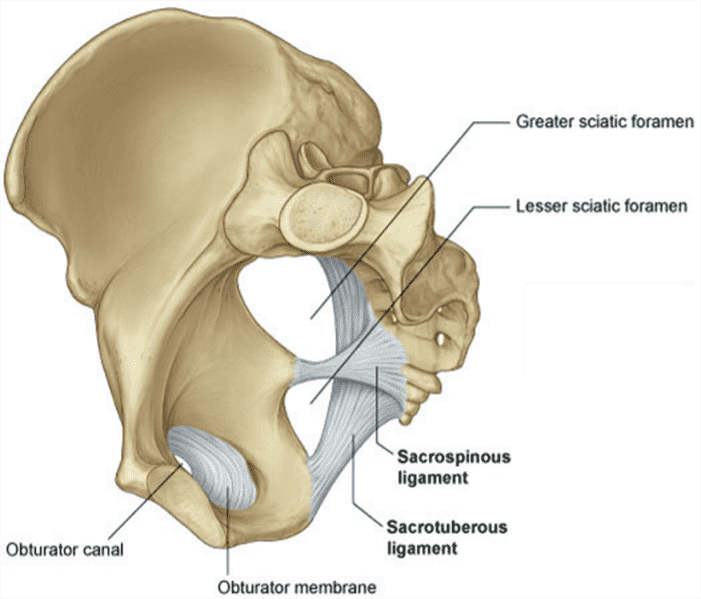 Greater sciatic foramen
Lesser sciatic foramen
Sacrospinous
ligament
Sacrotuberous
ligament
Obturator canal
Obturator membrane